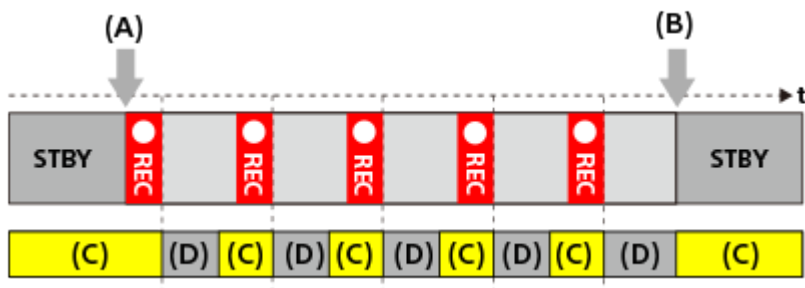 (A) (B)
t
STBY REC REC REC REC REC STBY
(C) (D) (C) (D) (C) (D) (C) (D) (C) (D) (C)